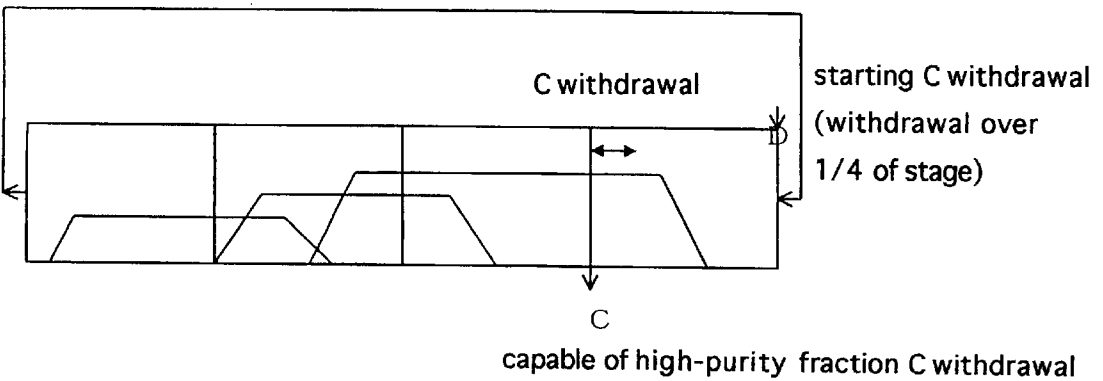 C withdrawal
starting C withdrawal
(withdrawal over
1/4 of stage)
D
C
capable of high-purity fraction C withdrawal